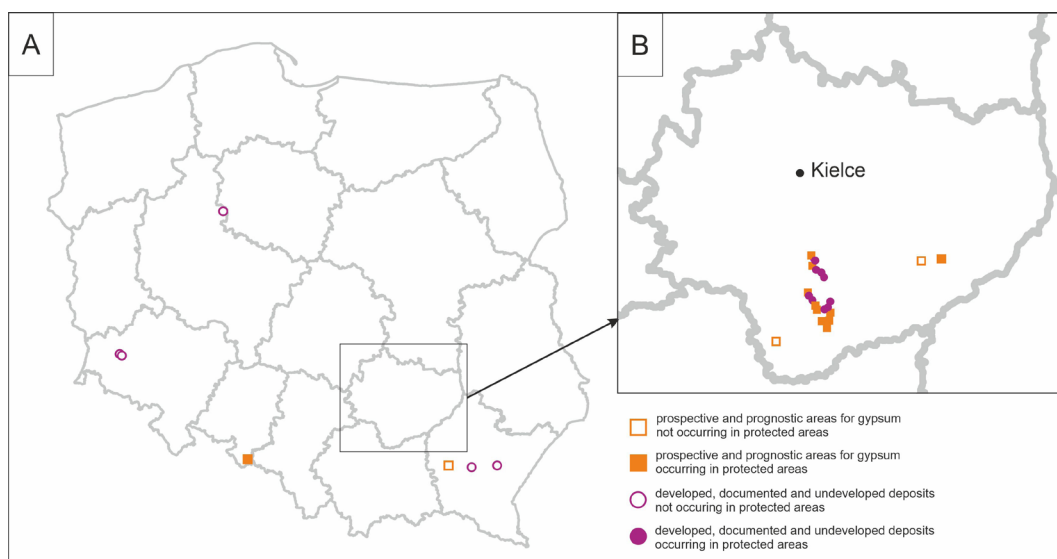 A
B
Kielce
prospective and prognostic areas for gypsum
not occurring in protected areas
prospective and prognostic areas for gypsum
occurring in protected areas
developed, documented and undeveloped deposits
not occuring in protected areas
developed, documented and undeveloped deposits
occurring in protected areas